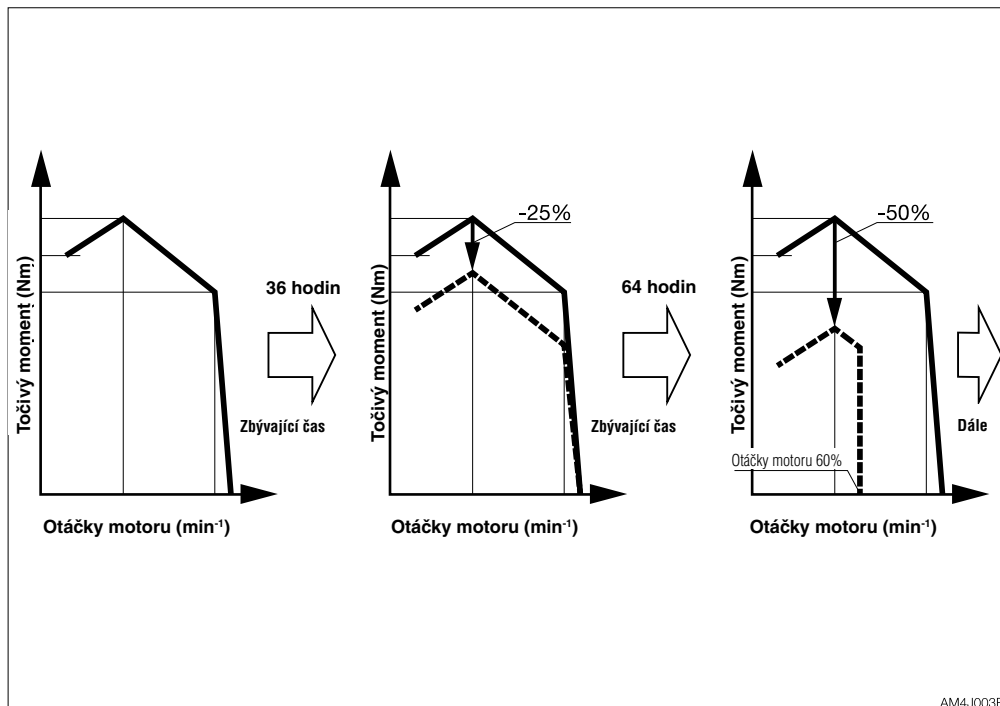 Točivý moment (Nm)
Otáčky motoru (min⁻¹)
36 hodin
Zbývající čas
Točivý moment (Nm)
-25%
Otáčky motoru (min⁻¹)
64 hodin
Zbývající čas
Točivý moment (Nm)
-50%
Otáčky motoru 60%
Otáčky motoru (min⁻¹)
Dále